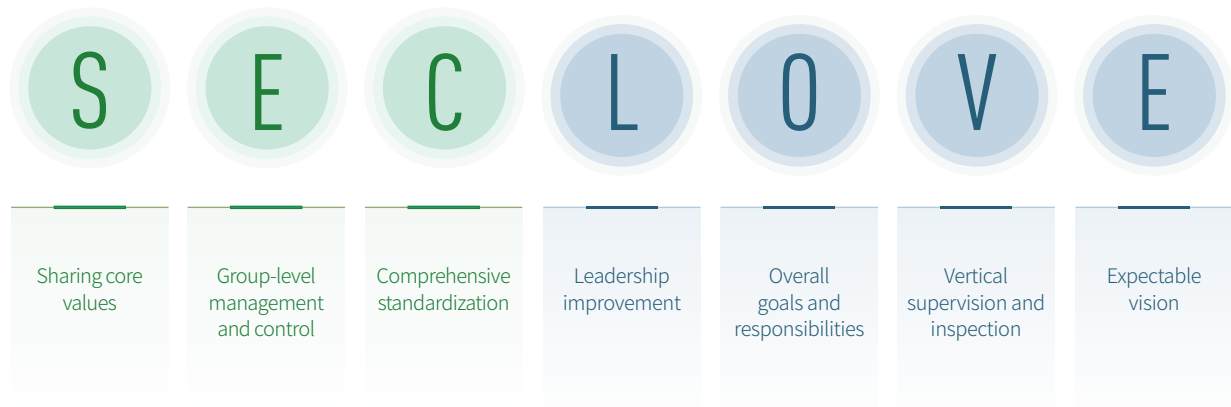 S
E
C
L
O
V
E
Sharing core
values
Group-level
management
and control
Comprehensive
standardization
Leadership
improvement
Overall
goals and
responsibilities
Vertical
supervision and
inspection
Expectable
vision